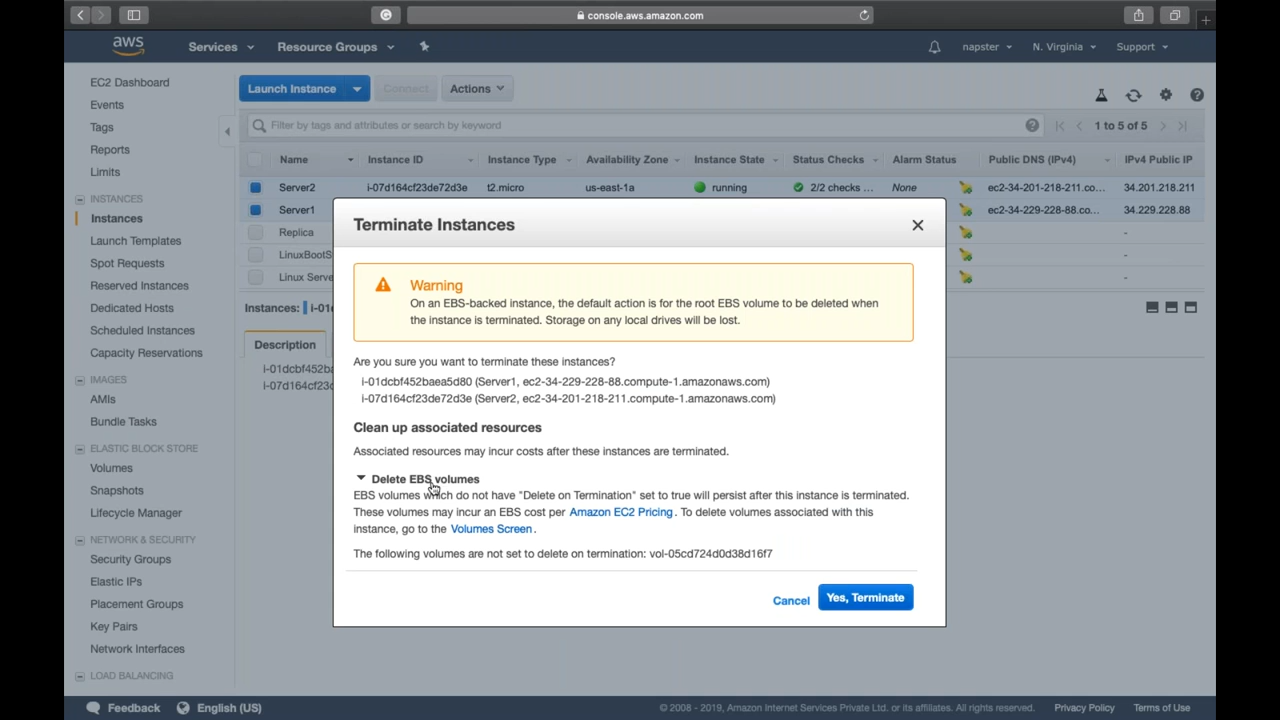 console.aws.amazon.com
aws
Services
Resource Groups
napster
N. Virginia
Support
EC2 Dashboard
Events
Tags
Reports
Limits
INSTANCES
Instances
Launch Templates
Spot Requests
Reserved Instances
Dedicated Hosts
Scheduled Instances
Capacity Reservations
IMAGES
AMIs
Bundle Tasks
ELASTIC BLOCK STORE
Volumes
Snapshots
Lifecycle Manager
NETWORK & SECURITY
Security Groups
Elastic IPs
Placement Groups
Key Pairs
Network Interfaces
LOAD BALANCING
Launch Instance
Connect
Actions
Filter by tags and attributes or search by keyword
1 to 5 of 5
Name Instance ID Instance Type Availability Zone Instance State Status Checks Alarm Status Public DNS (IPv4) IPv4 Public IP
Server2 i-07d164cf23de72d3e t2.micro us-east-1a running 2/2 checks ... None ec2-34-201-218-211.co... 34.201.218.211
Server1 ec2-34-229-228-88.co... 34.229.228.88
Replica -
LinuxBootS -
Linux Serve -
Instances: i-01d
Description
i-01dcbf452ba
i-07d164cf23d
Terminate Instances
Warning
On an EBS-backed instance, the default action is for the root EBS volume to be deleted when
the instance is terminated. Storage on any local drives will be lost.
Are you sure you want to terminate these instances?
i-01dcbf452baea5d80 (Server1, ec2-34-229-228-88.compute-1.amazonaws.com)
i-07d164cf23de72d3e (Server2, ec2-34-201-218-211.compute-1.amazonaws.com)
Clean up associated resources
Associated resources may incur costs after these instances are terminated.
Delete EBS volumes
EBS volumes which do not have "Delete on Termination" set to true will persist after this instance is terminated.
These volumes may incur an EBS cost per Amazon EC2 Pricing. To delete volumes associated with this
instance, go to the Volumes Screen.
The following volumes are not set to delete on termination: vol-05cd724d0d38d16f7
Cancel
Yes, Terminate
Feedback
English (US)
© 2008 - 2019, Amazon Internet Services Private Ltd. or its affiliates. All rights reserved.
Privacy Policy
Terms of Use